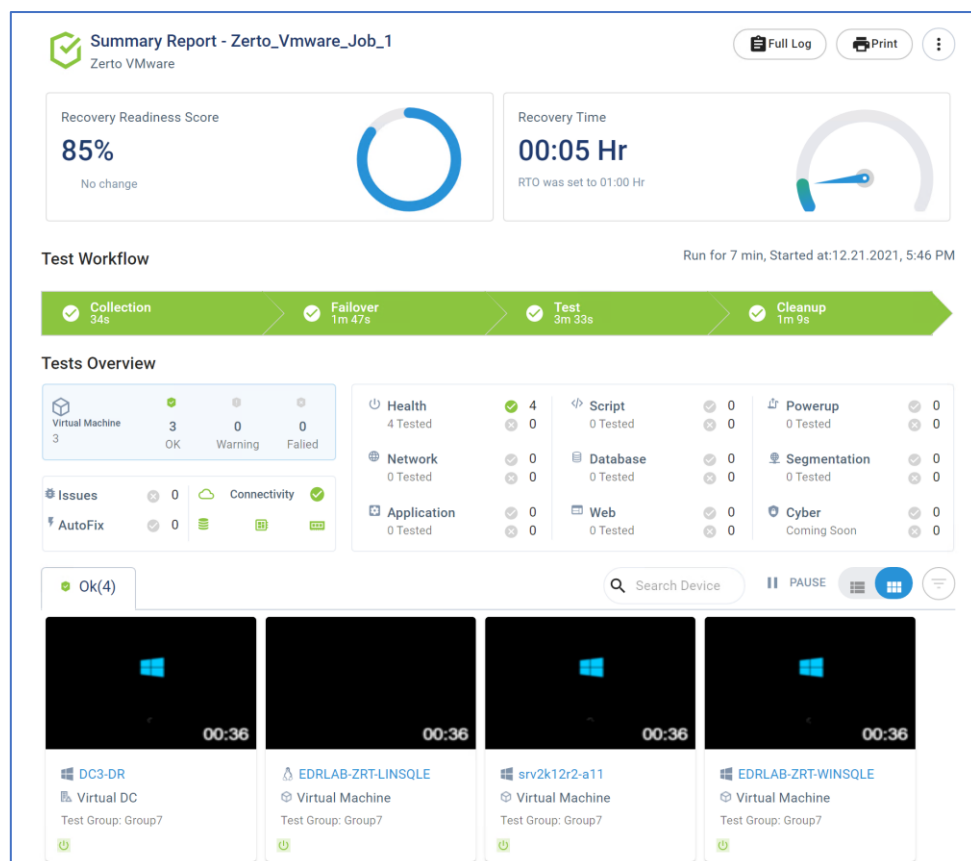 Summary Report - Zerto_Vmware_Job_1
Zerto VMware
Full Log
Print
Recovery Readiness Score
85%
No change
Recovery Time
00:05 Hr
RTO was set to 01:00 Hr
Test Workflow
Run for 7 min, Started at:12.21.2021, 5:46 PM
Collection
34s
Failover
1m 47s
Test
3m 33s
Cleanup
1m 9s
Tests Overview
Virtual Machine
3
3
OK
0
Warning
0
Falied
Issues 0
AutoFix 0
Connectivity
Health 4
4 Tested 0
Script 0
0 Tested 0
Powerup 0
0 Tested 0
Network 0
0 Tested 0
Database 0
0 Tested 0
Segmentation 0
0 Tested 0
Application 0
0 Tested 0
Web 0
0 Tested 0
Cyber 0
Coming Soon 0
Ok(4)
Search Device
PAUSE
00:36
DC3-DR
Virtual DC
Test Group: Group7
00:36
EDRLAB-ZRT-LINSQLE
Virtual Machine
Test Group: Group7
00:36
srv2k12r2-a11
Virtual Machine
Test Group: Group7
00:36
EDRLAB-ZRT-WINSQLE
Virtual Machine
Test Group: Group7